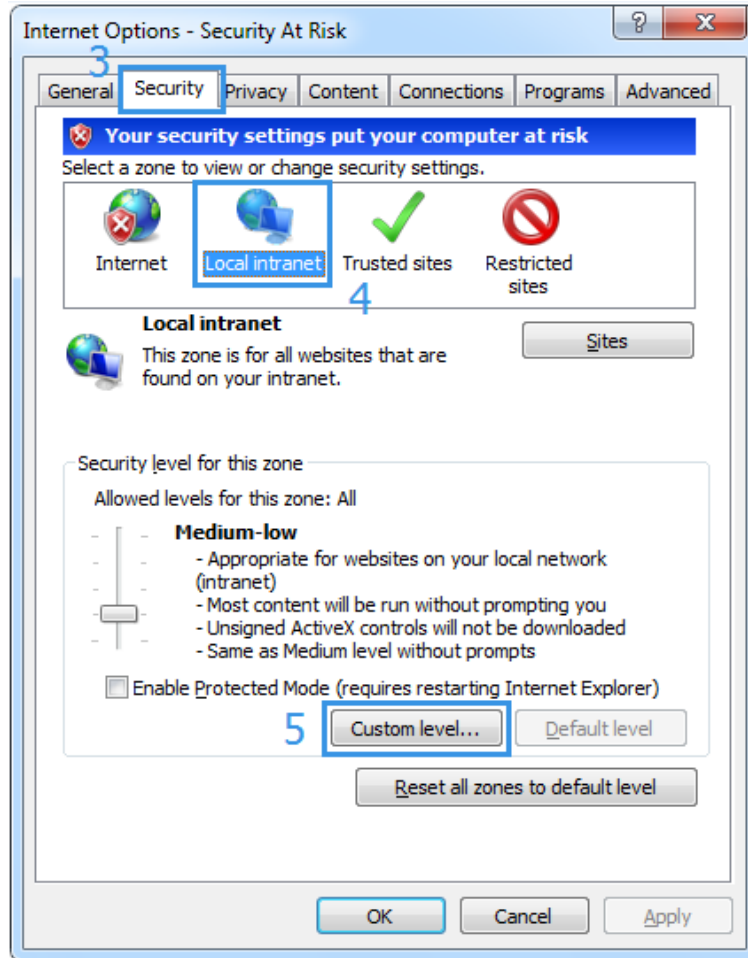 Internet Options - Security At Risk
?
X
3
General Security Privacy Content Connections Programs Advanced
Your security settings put your computer at risk
Select a zone to view or change security settings.
Internet
Local intranet
Trusted sites
Restricted
sites
4
Local intranet
This zone is for all websites that are
found on your intranet.
Sites
Security level for this zone
Allowed levels for this zone: All
Medium-low
- Appropriate for websites on your local network
(intranet)
- Most content will be run without prompting you
- Unsigned ActiveX controls will not be downloaded
- Same as Medium level without prompts
Enable Protected Mode (requires restarting Internet Explorer)
5
Custom level...
Default level
Reset all zones to default level
OK
Cancel
Apply